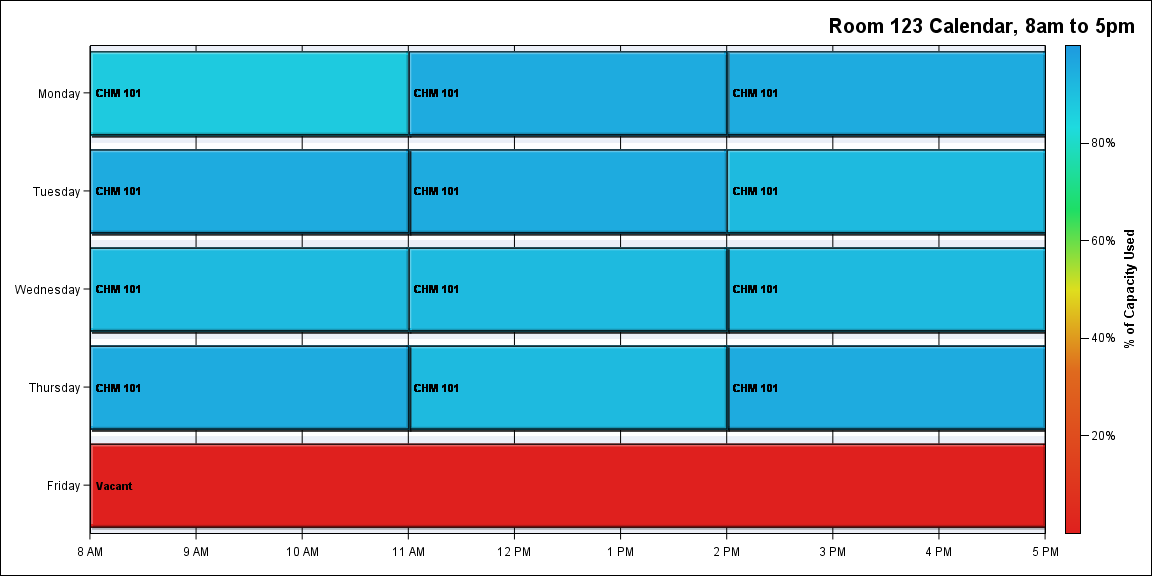 Room 123 Calendar, 8am to 5pm
Monday
CHM 101
CHM 101
CHM 101
Tuesday
CHM 101
CHM 101
CHM 101
Wednesday
CHM 101
CHM 101
CHM 101
Thursday
CHM 101
CHM 101
CHM 101
Friday
Vacant
8 AM
9 AM
10 AM
11 AM
12 PM
1 PM
2 PM
3 PM
4 PM
5 PM
80%
60%
40%
20%
% of Capacity Used